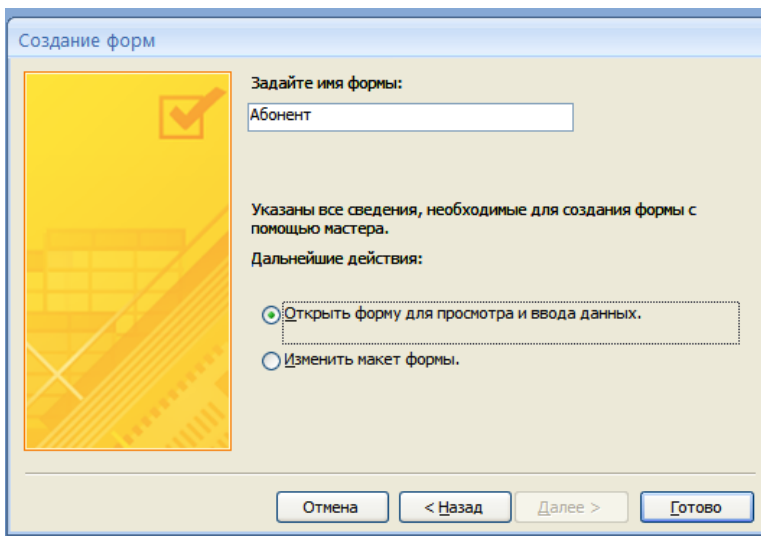 Создание форм
Задайте имя формы:
Абонент
Указаны все сведения, необходимые для создания формы с
помощью мастера.
Дальнейшие действия:
Открыть форму для просмотра и ввода данных.
Изменить макет формы.
Отмена
< Назад
Далее >
Готово